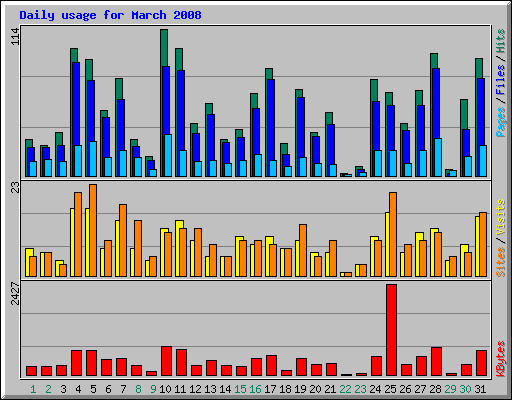 Daily usage for March 2008
114
Pages / Files / Hits
23
Sites / Visits
2427
KBytes
1 2 3 4 5 6 7 8 9 10 11 12 13 14 15 16 17 18 19 20 21 22 23 24 25 26 27 28 29 30 31